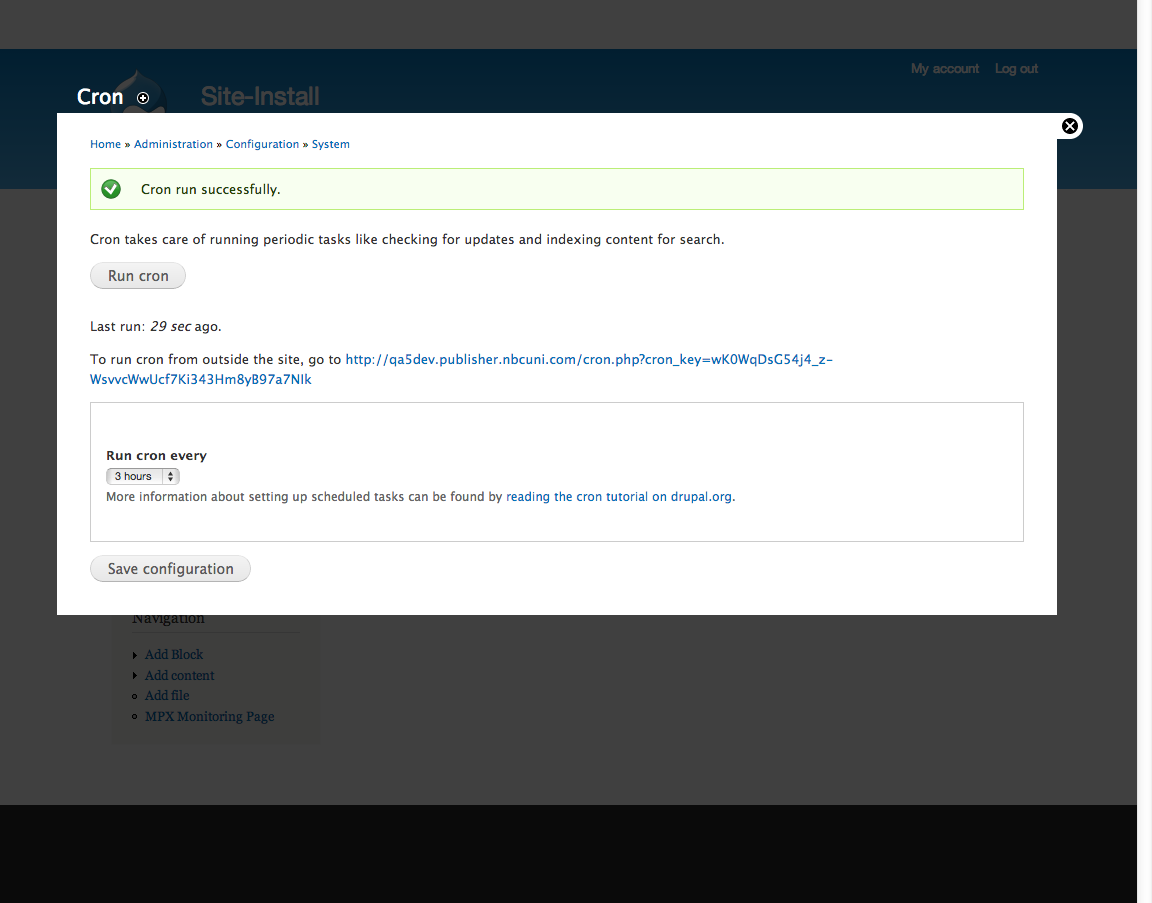 My account Log out
Cron
Site-Install
Home » Administration » Configuration » System
Cron run successfully.
Cron takes care of running periodic tasks like checking for updates and indexing content for search.
Run cron
Last run: 29 sec ago.
To run cron from outside the site, go to http://qa5dev.publisher.nbcuni.com/cron.php?cron_key=wK0WqDsG54j4_z-
WsvvcWwUcf7Ki343Hm8yB97a7NIk
Run cron every
3 hours
More information about setting up scheduled tasks can be found by reading the cron tutorial on drupal.org.
Save configuration
Navigation
Add Block
Add content
Add file
MPX Monitoring Page